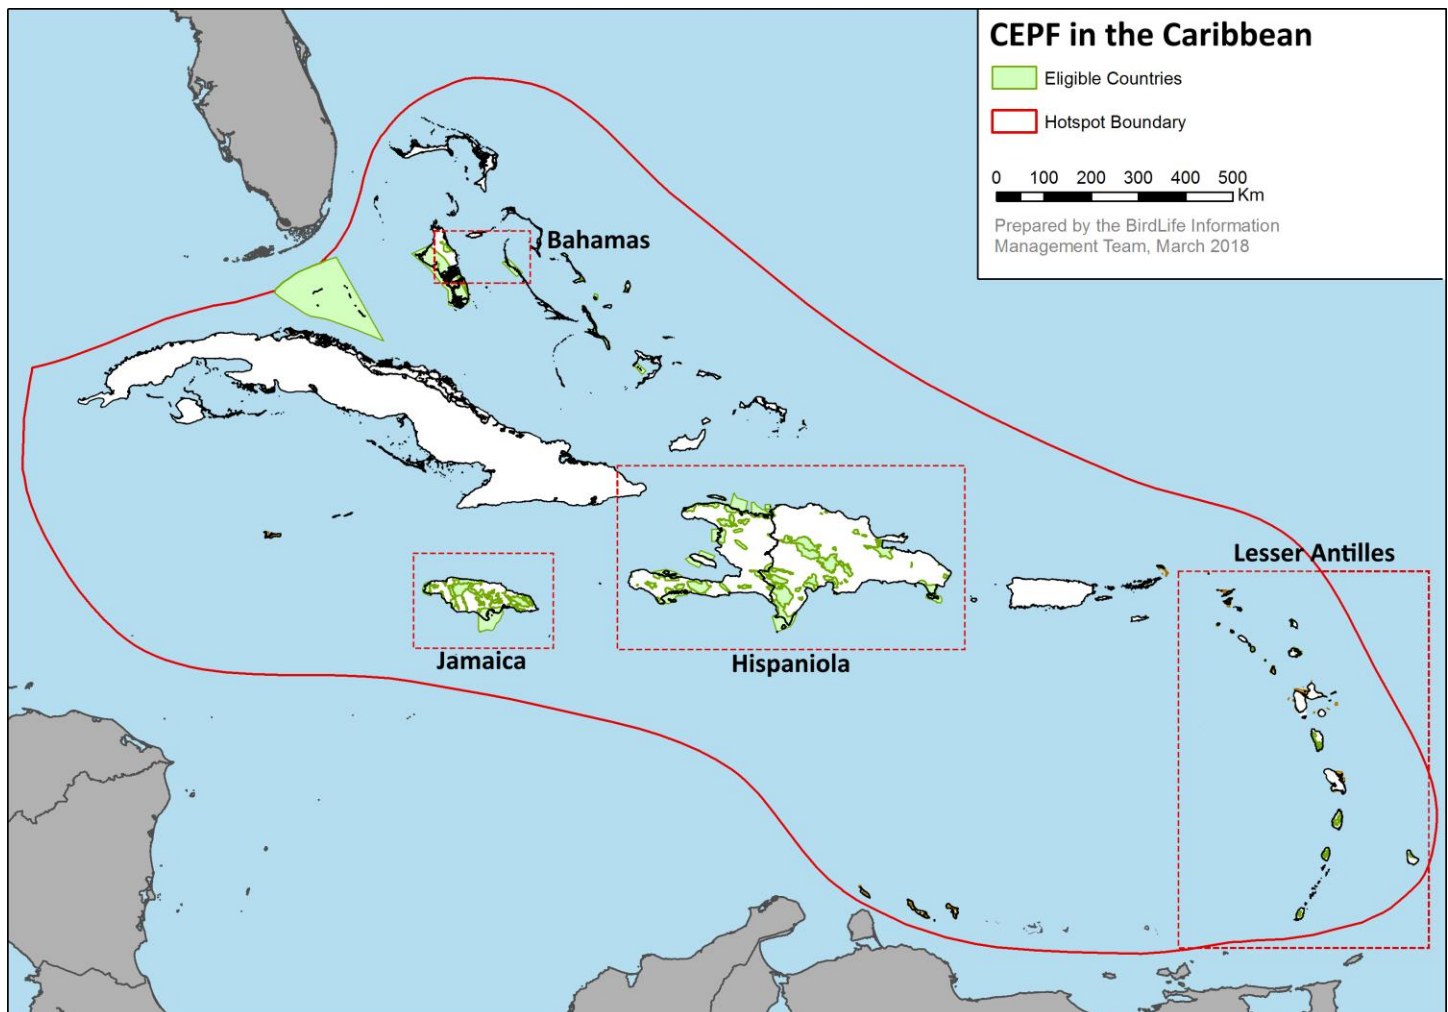 CEPF in the Caribbean
Eligible Countries
Hotspot Boundary
0 100 200 300 400 500
Km
Prepared by the BirdLife Information
Management Team, March 2018
Bahamas
Lesser Antilles
Jamaica
Hispaniola